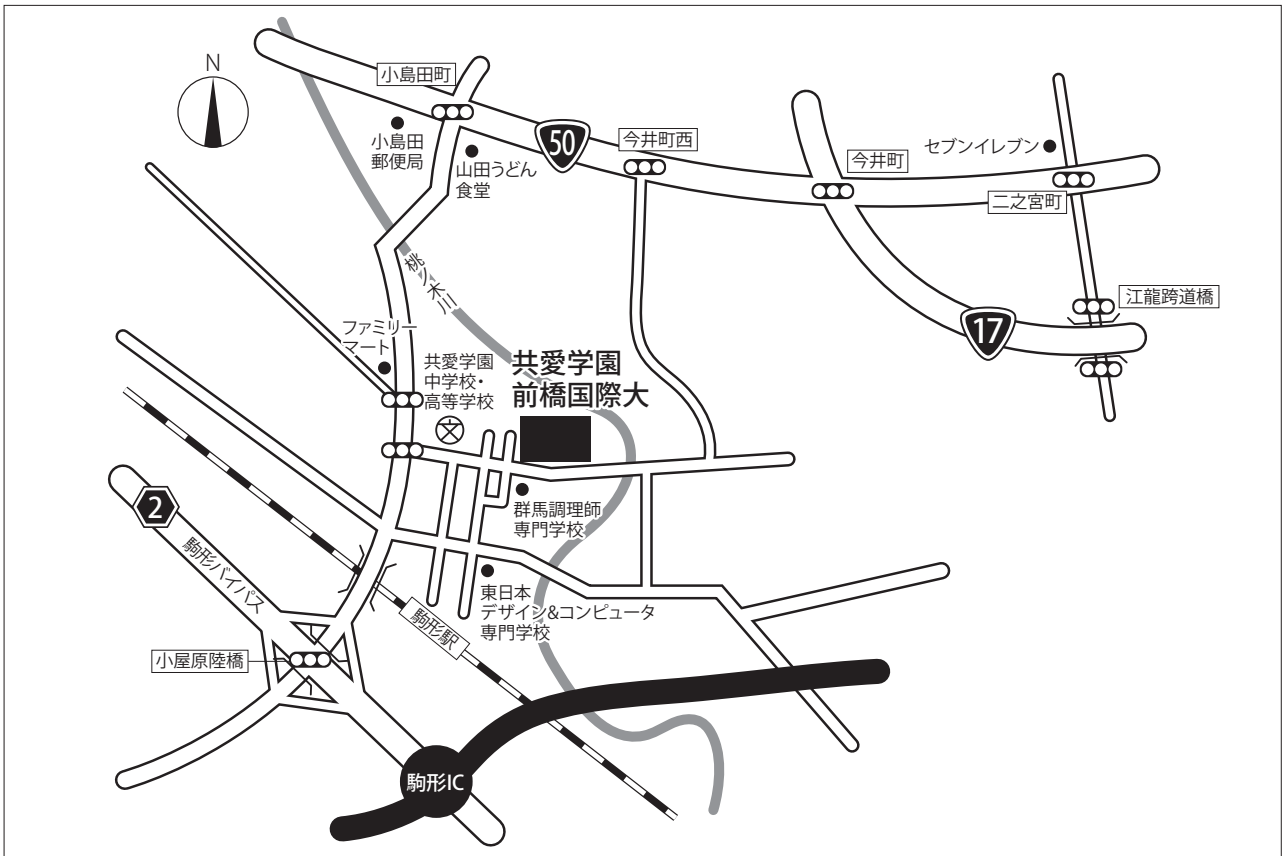 N
小島田町
小島田
郵便局
山田うどん
食堂
50
今井町西
今井町
セブンイレブン
二之宮町
江龍跨道橋
17
桃ノ木川
ファミリー
マート
共愛学園
中学校・
高等学校
文
共愛学園
前橋国際大
群馬調理師
専門学校
2
駒形バイパス
東日本
デザイン&コンピュータ
専門学校
駒形駅
小屋原陸橋
駒形IC